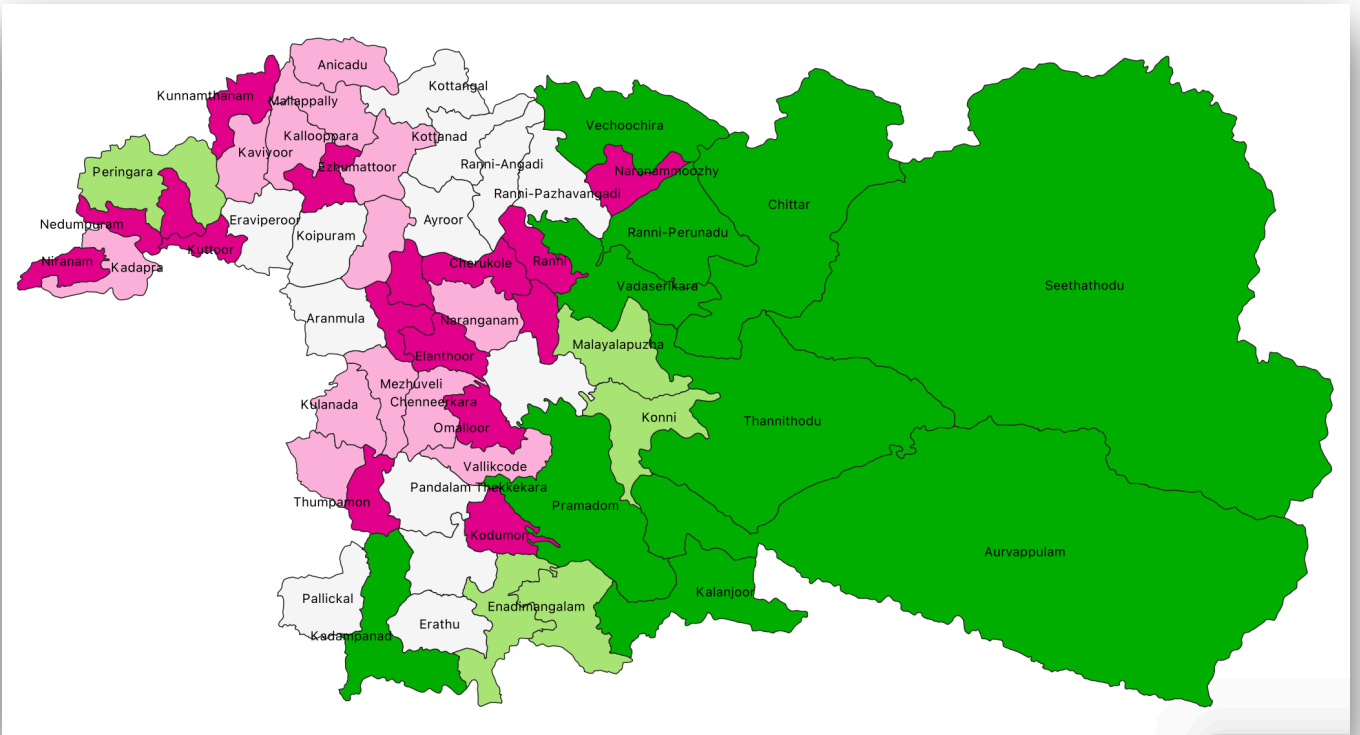 Anicadu
Kottangal
Kunnamthanam
Mallappally
Vechoochira
Kallooppara
Kottanad
Kaviyoor
Ezhumattoor
Ranni-Angadi
Naranammoozhy
Peringara
Ranni-Pazhavangadi
Chittar
Nedumpuram
Eraviperoor
Ayroor
Koipuram
Ranni-Perunadu
Kuttoor
Niranam
Kadapra
Cherukole
Ranni
Vadaserikara
Seethathodu
Aranmula
Naranganam
Malayalapuzha
Elanthoor
Mezhuveli
Kulanada
Chenneerkara
Konni
Thannithodu
Omalloor
Vallikcode
Pandalam Thekkekara
Thumpamon
Pramadom
Kodumon
Aurvappulam
Kalanjoor
Pallickal
Enadimangalam
Erathu
Kadampanad